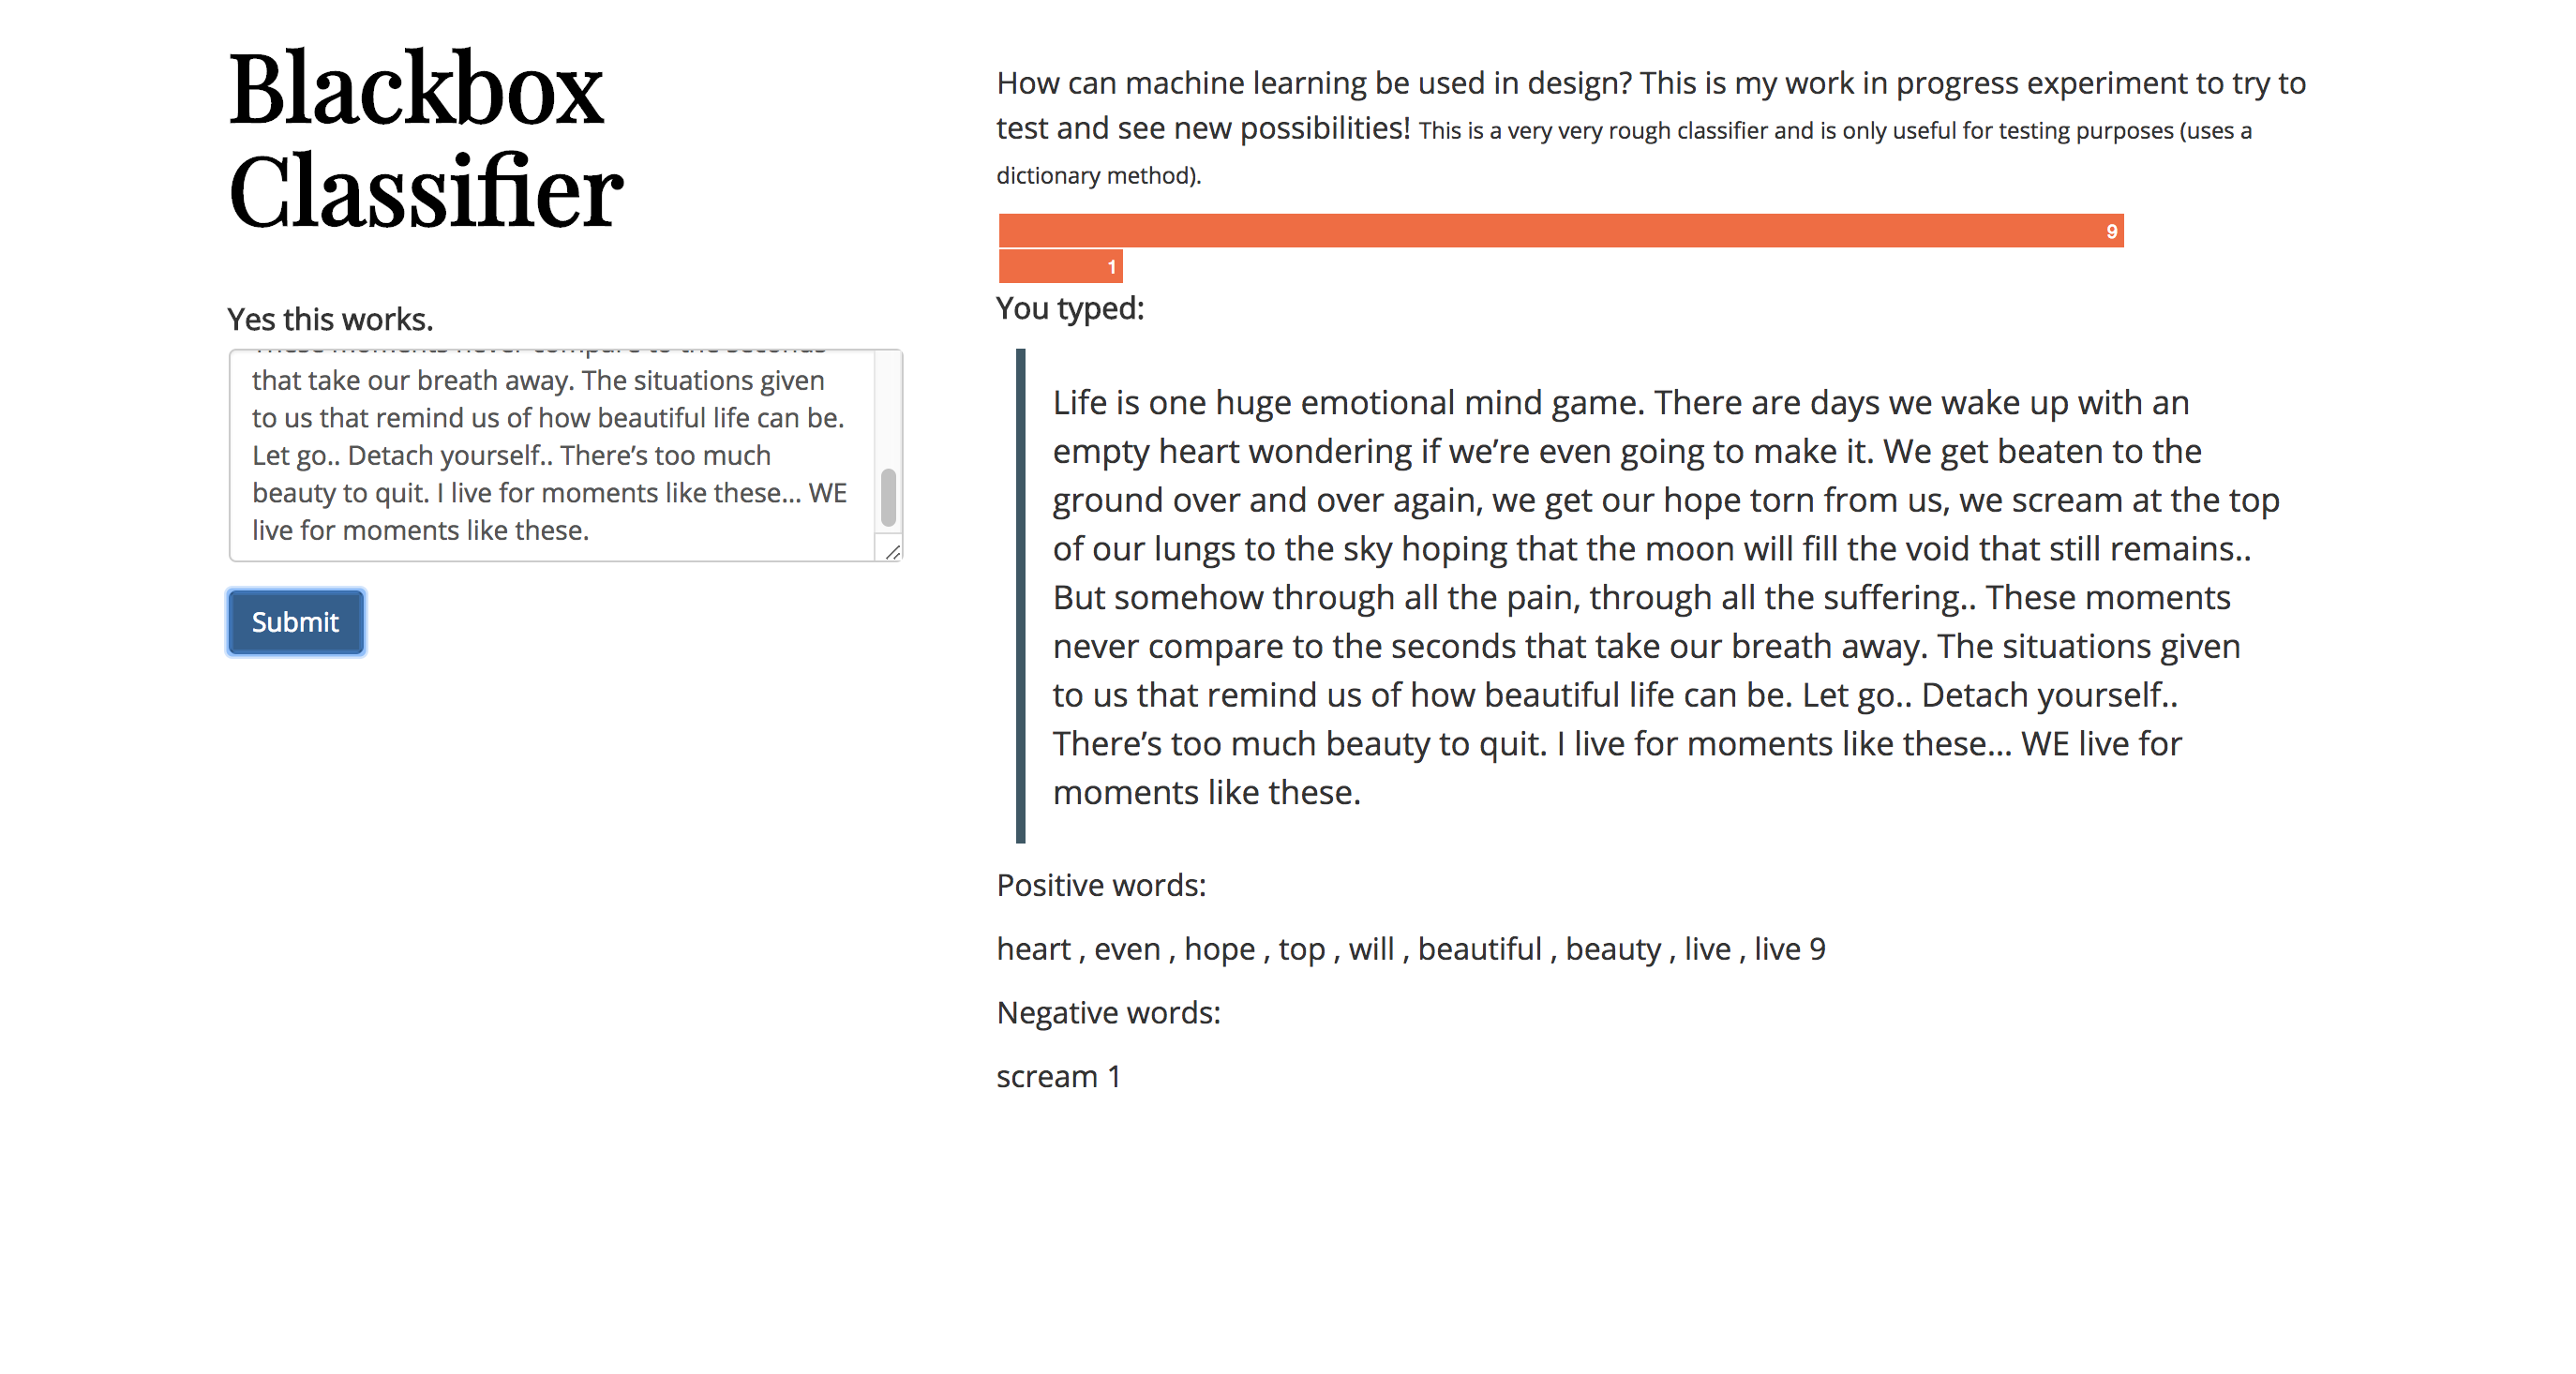 Blackbox
Classifier
Yes this works.
These moments never compare to the seconds
that take our breath away. The situations given
to us that remind us of how beautiful life can be.
Let go.. Detach yourself.. There’s too much
beauty to quit. I live for moments like these... WE
live for moments like these.
Submit
How can machine learning be used in design? This is my work in progress experiment to try to
test and see new possibilities! This is a very very rough classifier and is only useful for testing purposes (uses a
dictionary method).
9
1
You typed:
Life is one huge emotional mind game. There are days we wake up with an
empty heart wondering if we’re even going to make it. We get beaten to the
ground over and over again, we get our hope torn from us, we scream at the top
of our lungs to the sky hoping that the moon will fill the void that still remains..
But somehow through all the pain, through all the suffering.. These moments
never compare to the seconds that take our breath away. The situations given
to us that remind us of how beautiful life can be. Let go.. Detach yourself..
There’s too much beauty to quit. I live for moments like these... WE live for
moments like these.
Positive words:
heart , even , hope , top , will , beautiful , beauty , live , live 9
Negative words:
scream 1